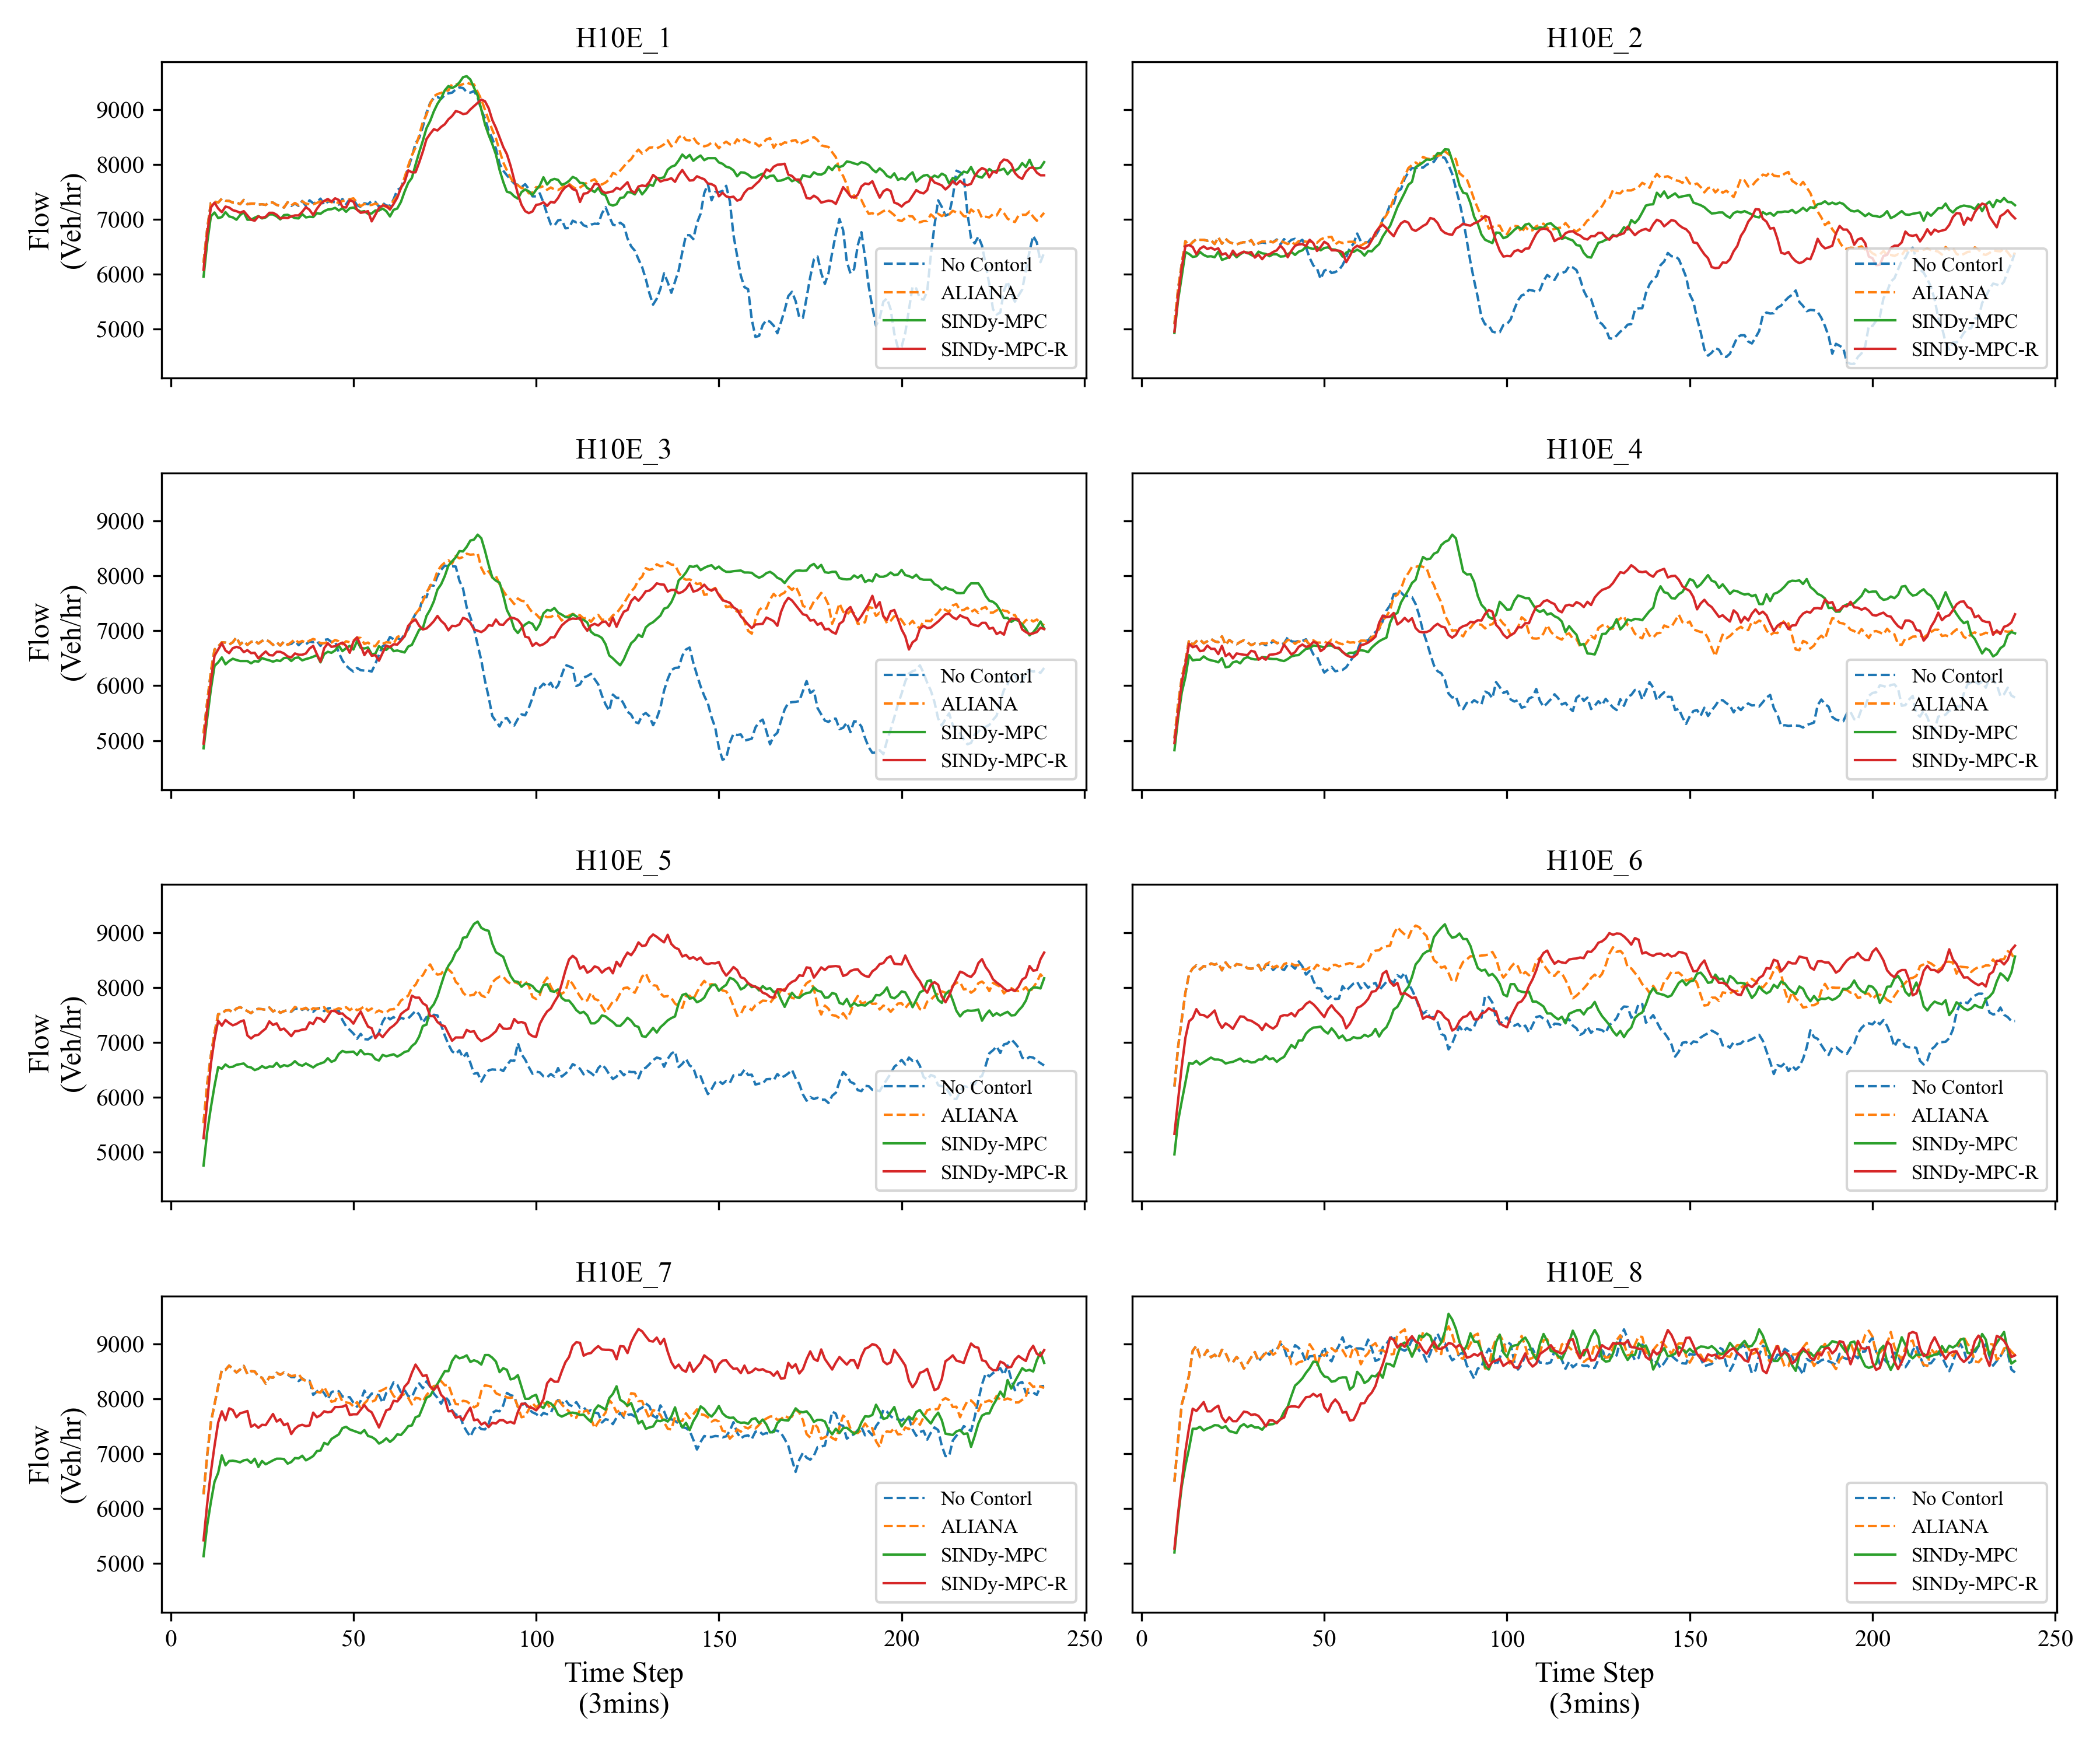 H10E_1
9000
8000
7000
6000
5000
Flow
(Veh/hr)
No Contorl
ALIANA
SINDy-MPC
SINDy-MPC-R
H10E_2
No Contorl
ALIANA
SINDy-MPC
SINDy-MPC-R
H10E_3
9000
8000
7000
6000
5000
Flow
(Veh/hr)
No Contorl
ALIANA
SINDy-MPC
SINDy-MPC-R
H10E_4
No Contorl
ALIANA
SINDy-MPC
SINDy-MPC-R
H10E_5
9000
8000
7000
6000
5000
Flow
(Veh/hr)
No Contorl
ALIANA
SINDy-MPC
SINDy-MPC-R
H10E_6
No Contorl
ALIANA
SINDy-MPC
SINDy-MPC-R
H10E_7
9000
8000
7000
6000
5000
Flow
(Veh/hr)
No Contorl
ALIANA
SINDy-MPC
SINDy-MPC-R
0 50 100 150 200 250
Time Step
(3mins)
H10E_8
No Contorl
ALIANA
SINDy-MPC
SINDy-MPC-R
0 50 100 150 200 250
Time Step
(3mins)